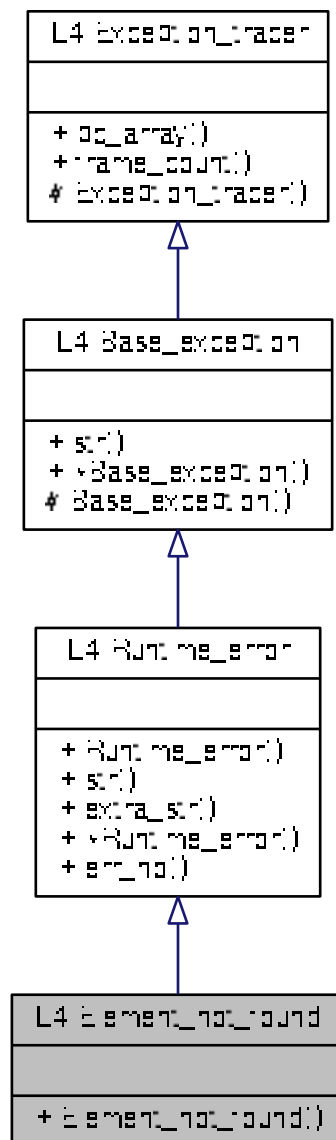 L4 Exception_tracer
+ pc_array()
+ frame_count()
# Exception_tracer()
L4 Base_exception
+ str()
+ ~Base_exception()
# Base_exception()
L4 Runtime_error
+ Runtime_error()
+ str()
+ extra_str()
+ ~Runtime_error()
+ err_no()
L4 Element_not_found
+ Element_not_found()